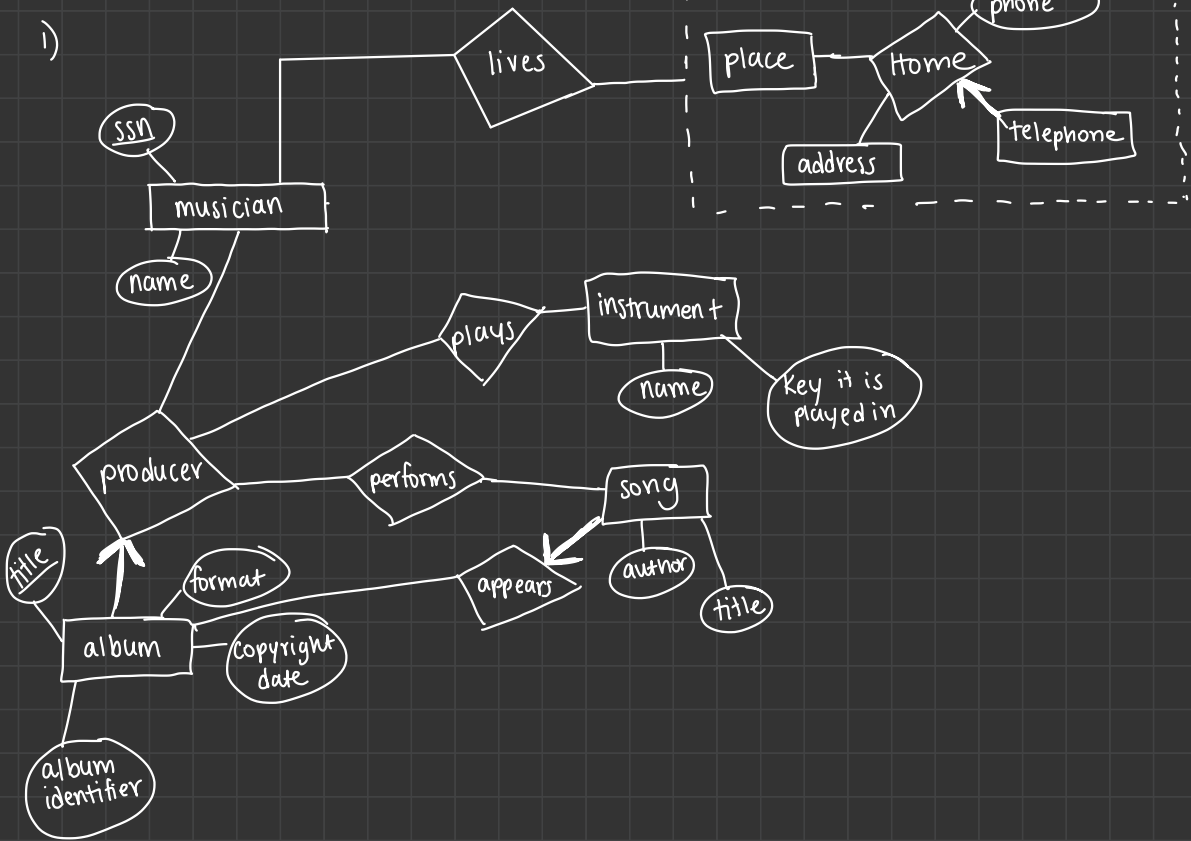 1)
phone
lives
place
Home
telephone
address
ssn
musician
name
plays
instrument
name
Key it is
played in
producer
performs
song
title
format
appears
author
title
album
copyright
date
album
identifier